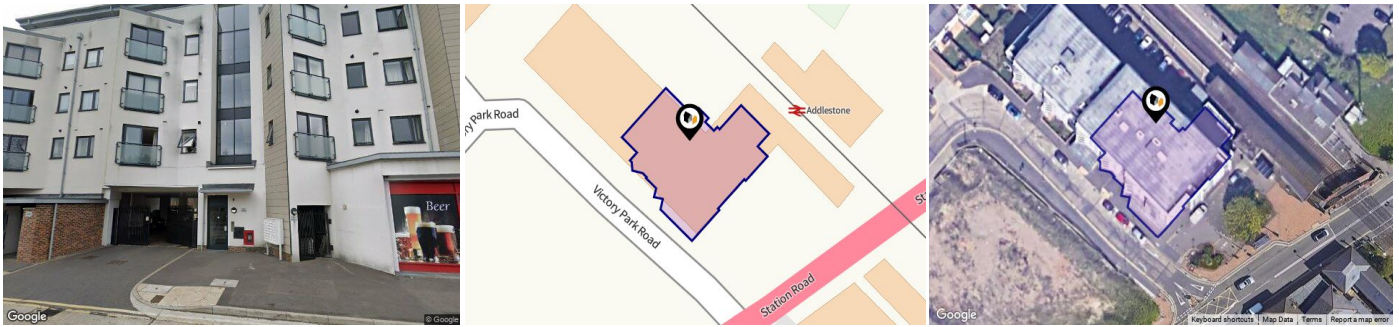 Beer
Google
© Google
ry Park Road
Addlestone
Victory Park Road
Station Road
St
Google
Keyboard shortcuts
Map Data
Terms
Report a map error